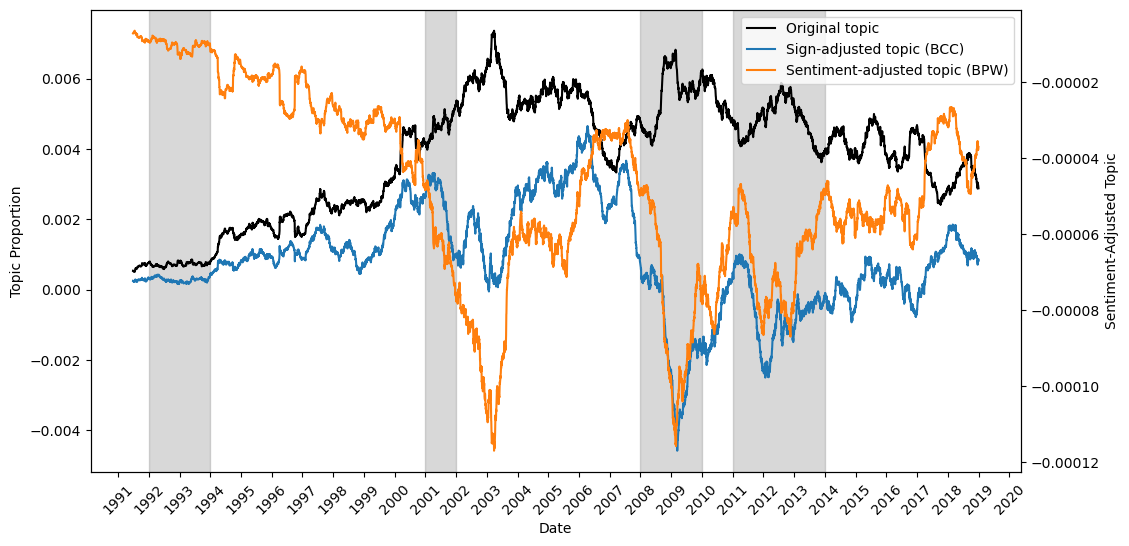 Original topic
Sign-adjusted topic (BCC)
Sentiment-adjusted topic (BPW)
Topic Proportion
0.006
0.004
0.002
0.000
−0.002
−0.004
−0.00002
−0.00004
−0.00006
−0.00008
−0.00010
−0.00012
Sentiment-Adjusted Topic
1991 1992 1993 1994 1995 1996 1997 1998 1999 2000 2001 2002 2003 2004 2005 2006 2007 2008 2009 2010 2011 2012 2013 2014 2015 2016 2017 2018 2019 2020
Date